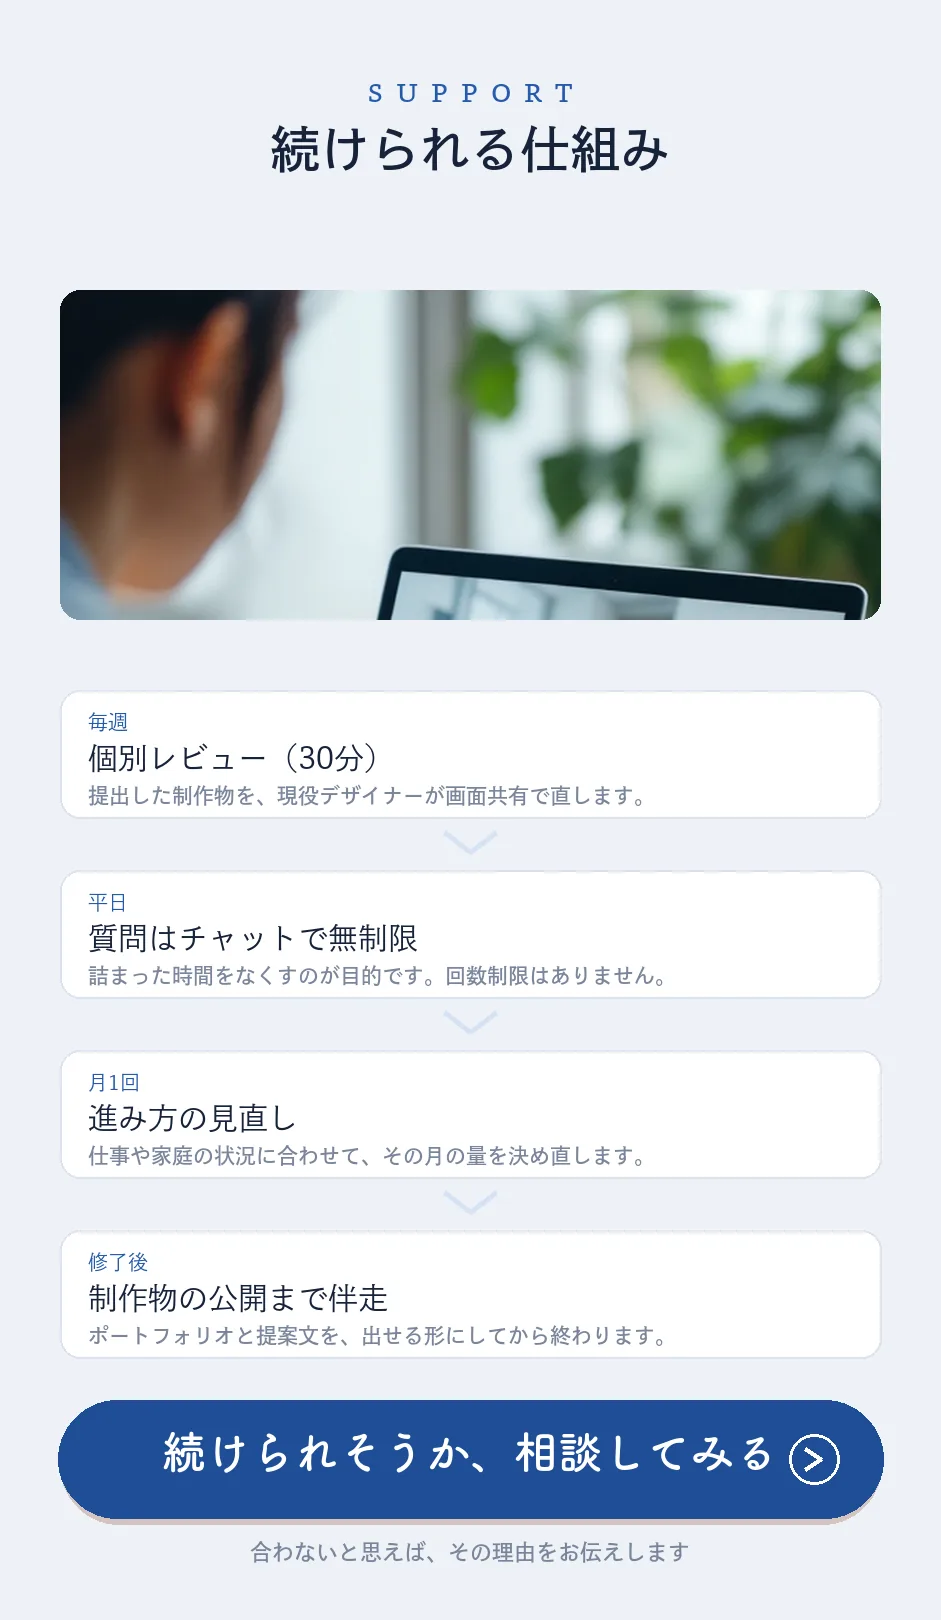 SUPPORT
続けられる仕組み
毎週
個別レビュー（30分）
提出した制作物を、現役デザイナーが画面共有で直します。
平日
質問はチャットで無制限
詰まった時間をなくすのが目的です。回数制限はありません。
月1回
進み方の見直し
仕事や家庭の状況に合わせて、その月の量を決め直します。
修了後
制作物の公開まで伴走
ポートフォリオと提案文を、出せる形にしてから終わります。
続けられそうか、相談してみる
合わないと思えば、その理由をお伝えします